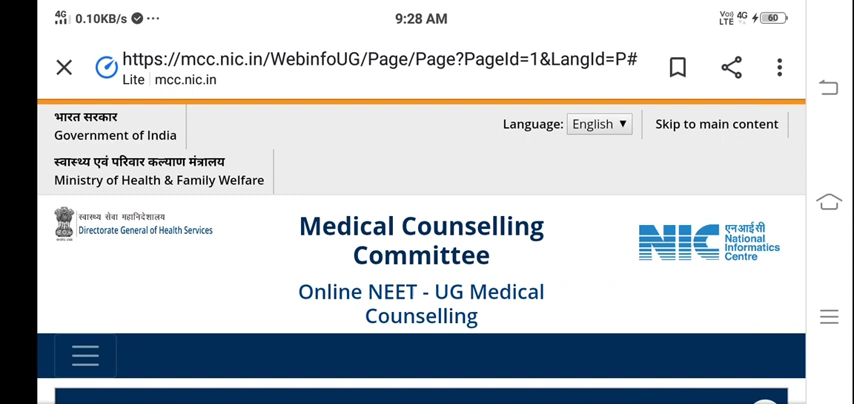 4G 0.10KB/s
9:28 AM
Vo)) LTE 4G 60
https://mcc.nic.in/WebinfoUG/Page/Page?PageId=1&LangId=P#
Lite mcc.nic.in
भारत सरकार
Government of India
Language: English ▼ Skip to main content
स्वास्थ्य एवं परिवार कल्याण मंत्रालय
Ministry of Health & Family Welfare
स्वास्थ्य सेवा महानिदेशालय
Directorate General of Health Services
Medical Counselling
Committee
Online NEET - UG Medical
Counselling
NIC
एनआईसी
National
Informatics
Centre